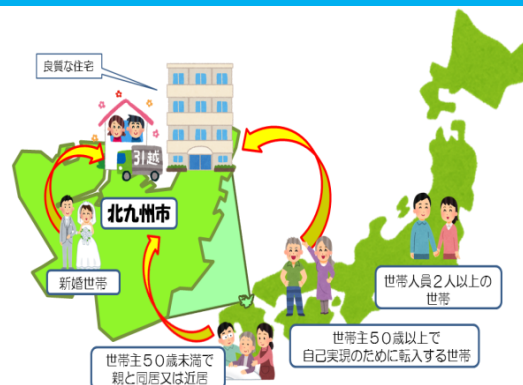 良質な住宅
引越
北九州市
新婚世帯
世帯人員２人以上の
世帯
世帯主５０歳以上で
自己実現のために転入する世帯
世帯主５０歳未満で
親と同居又は近居